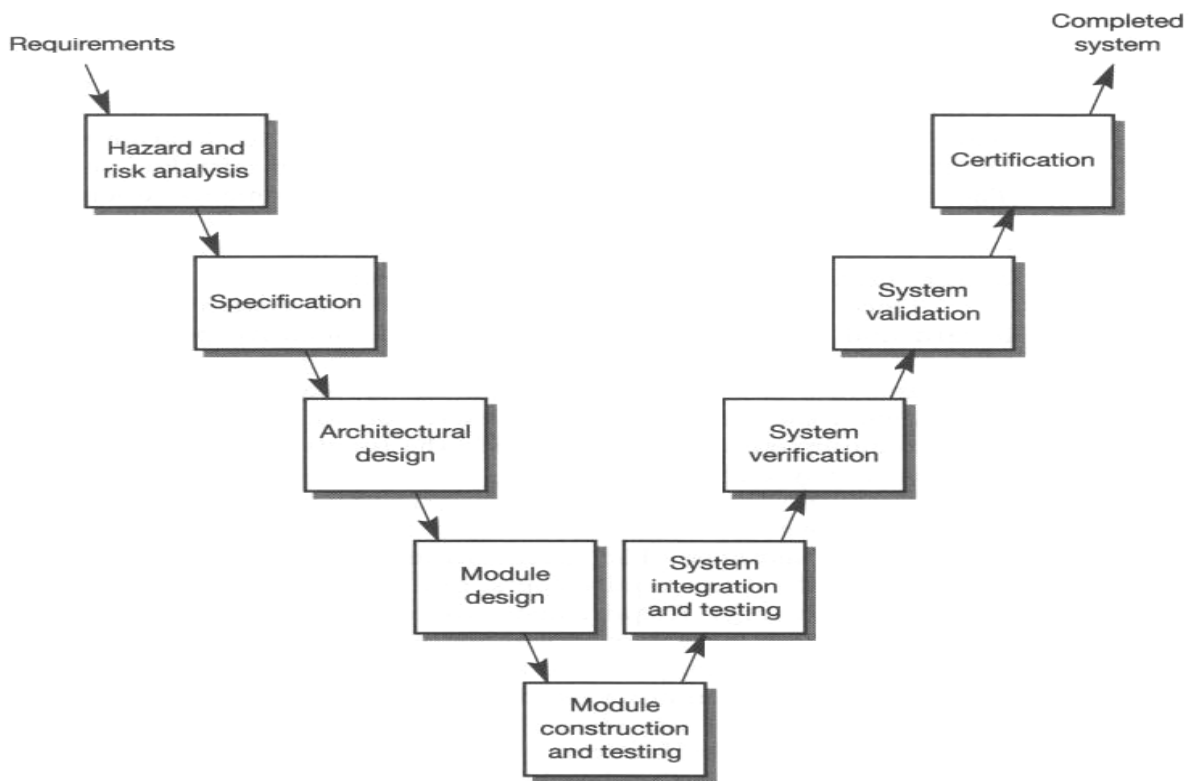 Requirements
Hazard and
risk analysis
Specification
Architectural
design
Module
design
Module
construction
and testing
System
integration
and testing
System
verification
System
validation
Certification
Completed
system